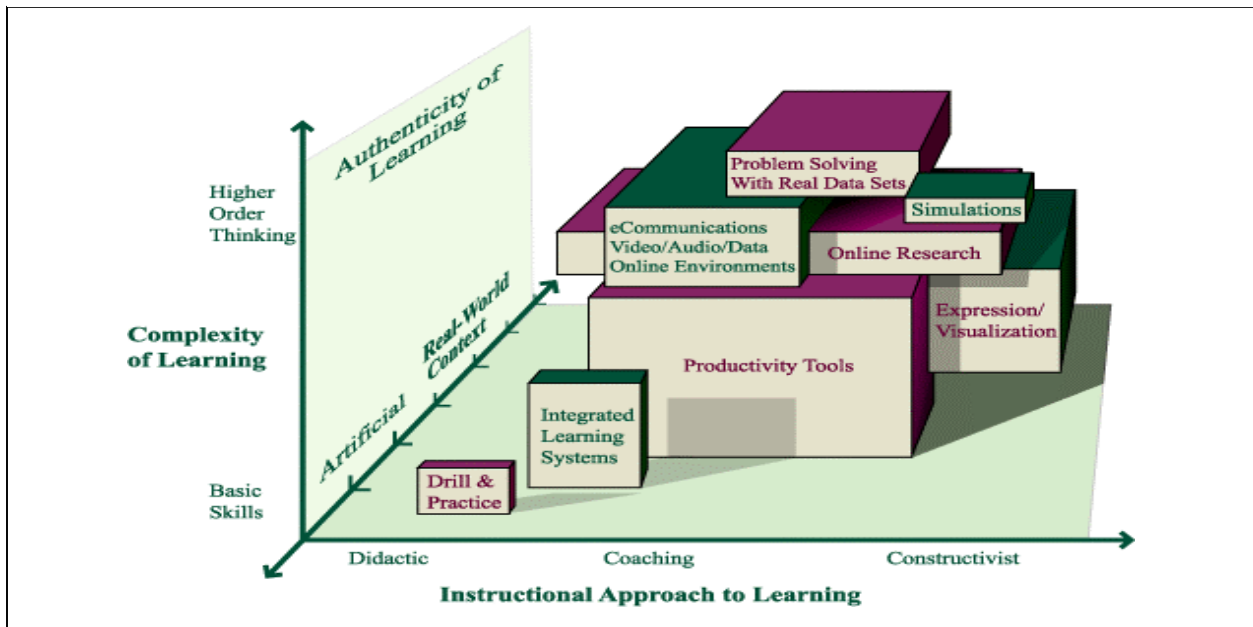 Authenticity of
Learning
Higher
Order
Thinking
Complexity
of Learning
Basic
Skills
Artificial
Real-World
Context
Problem Solving
With Real Data Sets
Simulations
eCommunications
Video/Audio/Data
Online Environments
Online Research
Expression/
Visualization
Productivity Tools
Integrated
Learning
Systems
Drill &
Practice
Didactic
Coaching
Constructivist
Instructional Approach to Learning